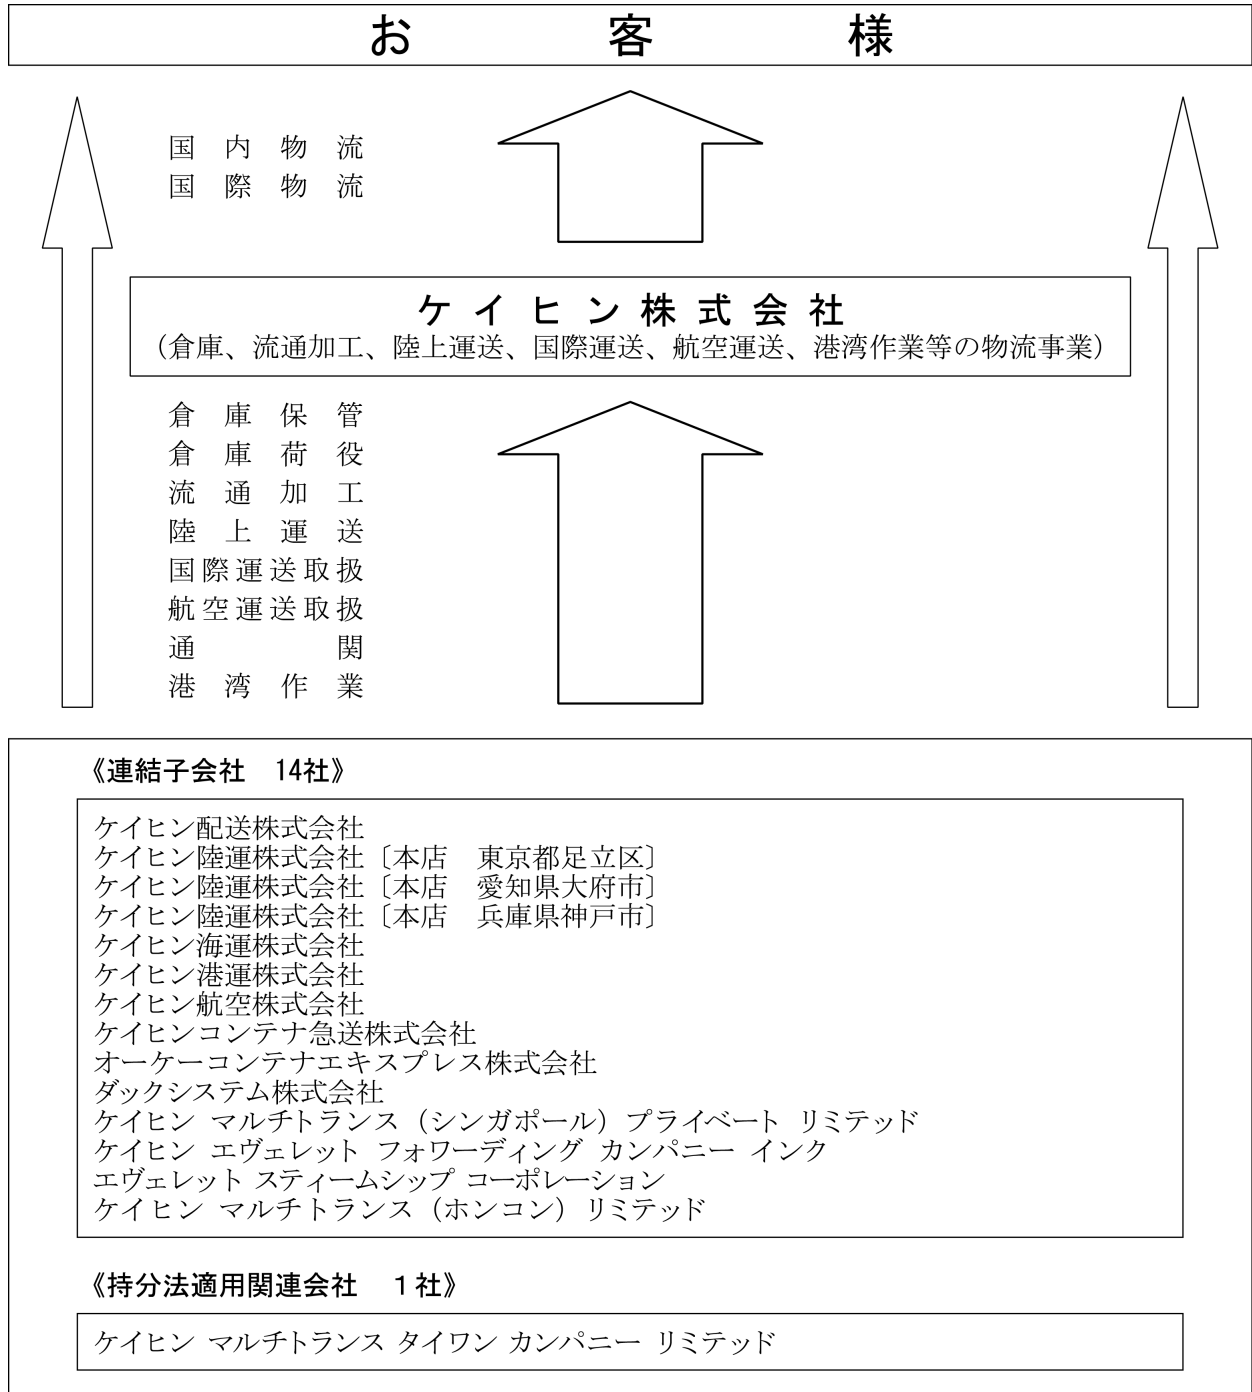 お客様
国内物流
国際物流
ケイヒン株式会社
（倉庫、流通加工、陸上運送、国際運送、航空運送、港湾作業等の物流事業）
倉庫保管
倉庫荷役
流通加工
陸上運送
国際運送取扱
航空運送取扱
通関
港湾作業
《連結子会社　14社》
ケイヒン配送株式会社
ケイヒン陸運株式会社〔本店　東京都足立区〕
ケイヒン陸運株式会社〔本店　愛知県大府市〕
ケイヒン陸運株式会社〔本店　兵庫県神戸市〕
ケイヒン海運株式会社
ケイヒン港運株式会社
ケイヒン航空株式会社
ケイヒンコンテナ急送株式会社
オーケーコンテナエキスプレス株式会社
ダックシステム株式会社
ケイヒン マルチトランス（シンガポール）プライベート リミテッド
ケイヒン エヴェレット フォワーディング カンパニー インク
エヴェレット スティームシップ コーポレーション
ケイヒン マルチトランス（ホンコン）リミテッド
《持分法適用関連会社　１社》
ケイヒン マルチトランス タイワン カンパニー リミテッド